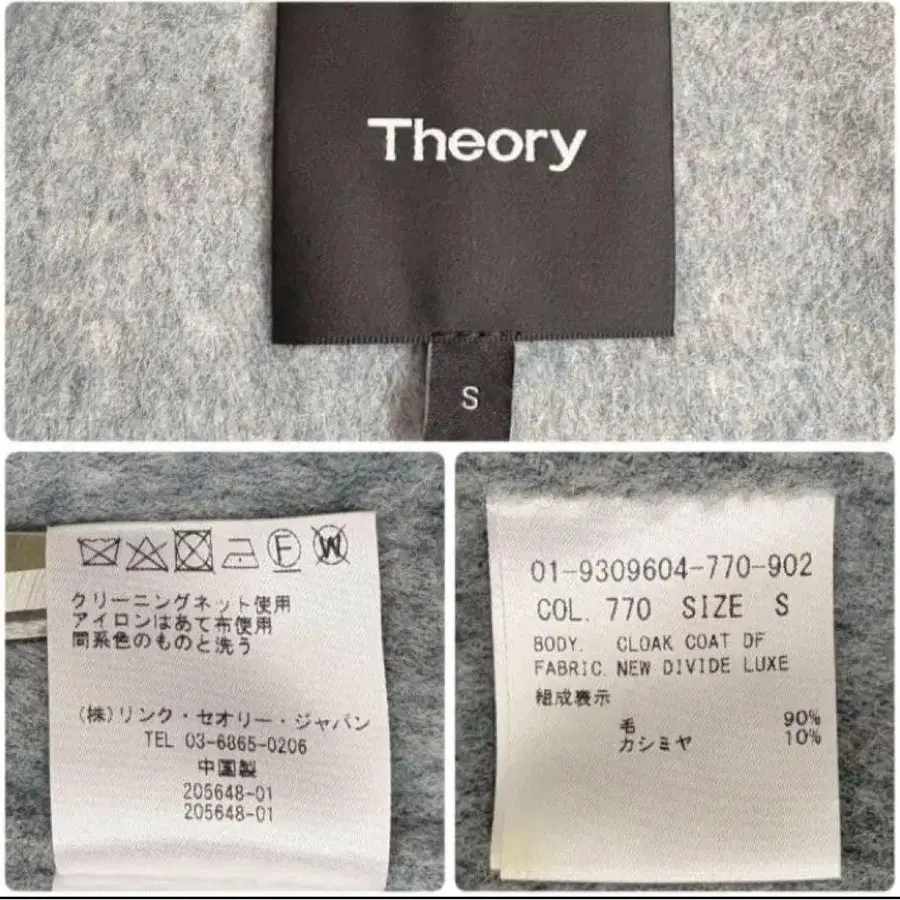 Theory
S
F W
クリーニングネット使用
アイロンはあて布使用
同系色のものと洗う
(株)リンク・セオリー・ジャパン
TEL 03-6865-0206
中国製
205648-01
205648-01
01-9309604-770-902
COL. 770 SIZE S
BODY. CLOAK COAT DF
FABRIC. NEW DIVIDE LUXE
組成表示
毛 90%
カシミヤ 10%